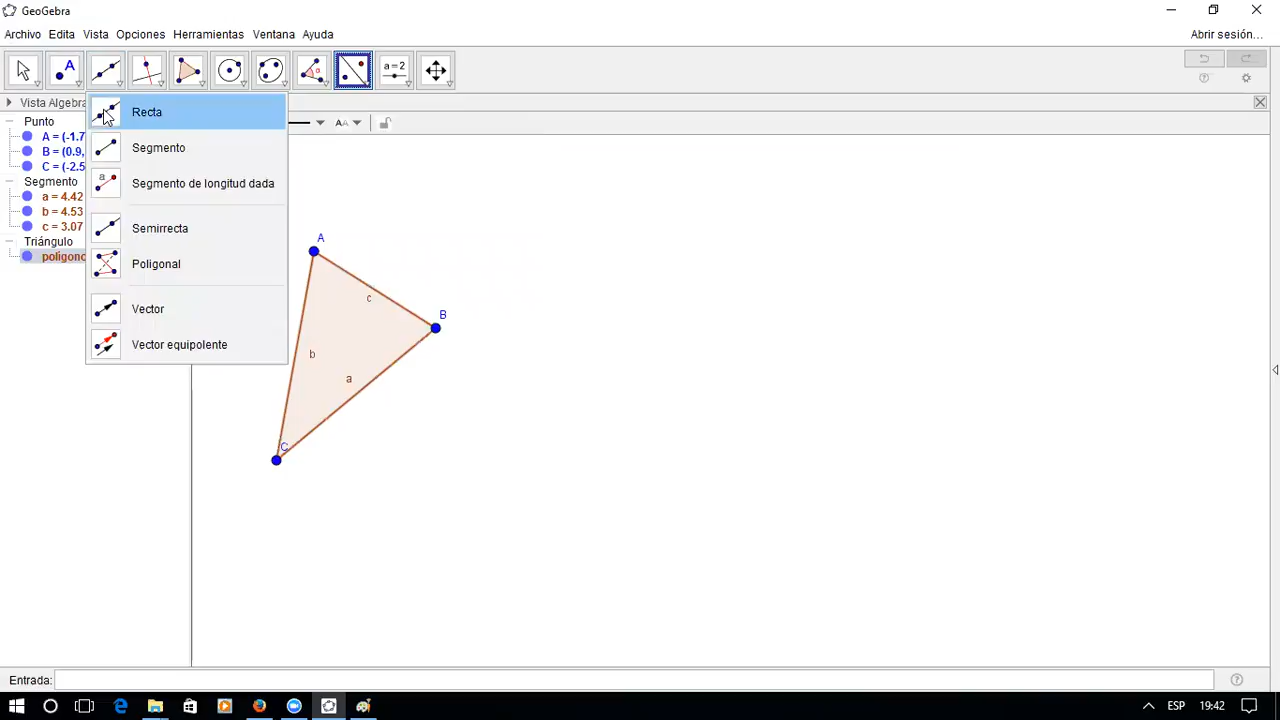 GeoGebra
Archivo Edita Vista Opciones Herramientas Ventana Ayuda
Abrir sesión...
A
α
a = 2
Vista Algebra
AA
Recta
Segmento
a
Segmento de longitud dada
Semirrecta
Poligonal
Vector
Vector equipolente
Punto
A = (-1.7
B = (0.9,
C = (-2.5
Segmento
a = 4.42
b = 4.53
c = 3.07
Triángulo
polígono
A
c
B
b
a
C
Entrada:
ESP 19:42